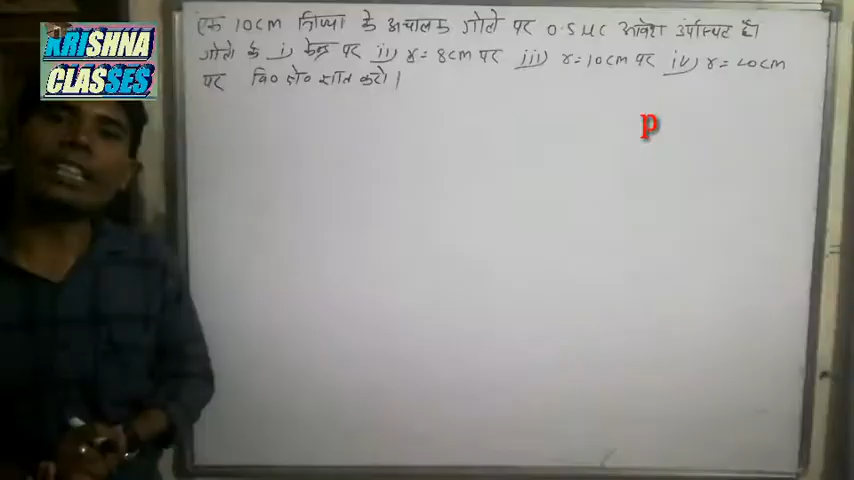 KRISHNA
CLASSES
एक 10cm त्रिज्या के अचालक गोले पर 0.5μC आवेश उपस्थित है।
गोले के i) केन्द्र पर ii) r = 8cm पर iii) r = 10cm पर iv) r = 20cm
पर वि० क्षे० ज्ञात करो।
p